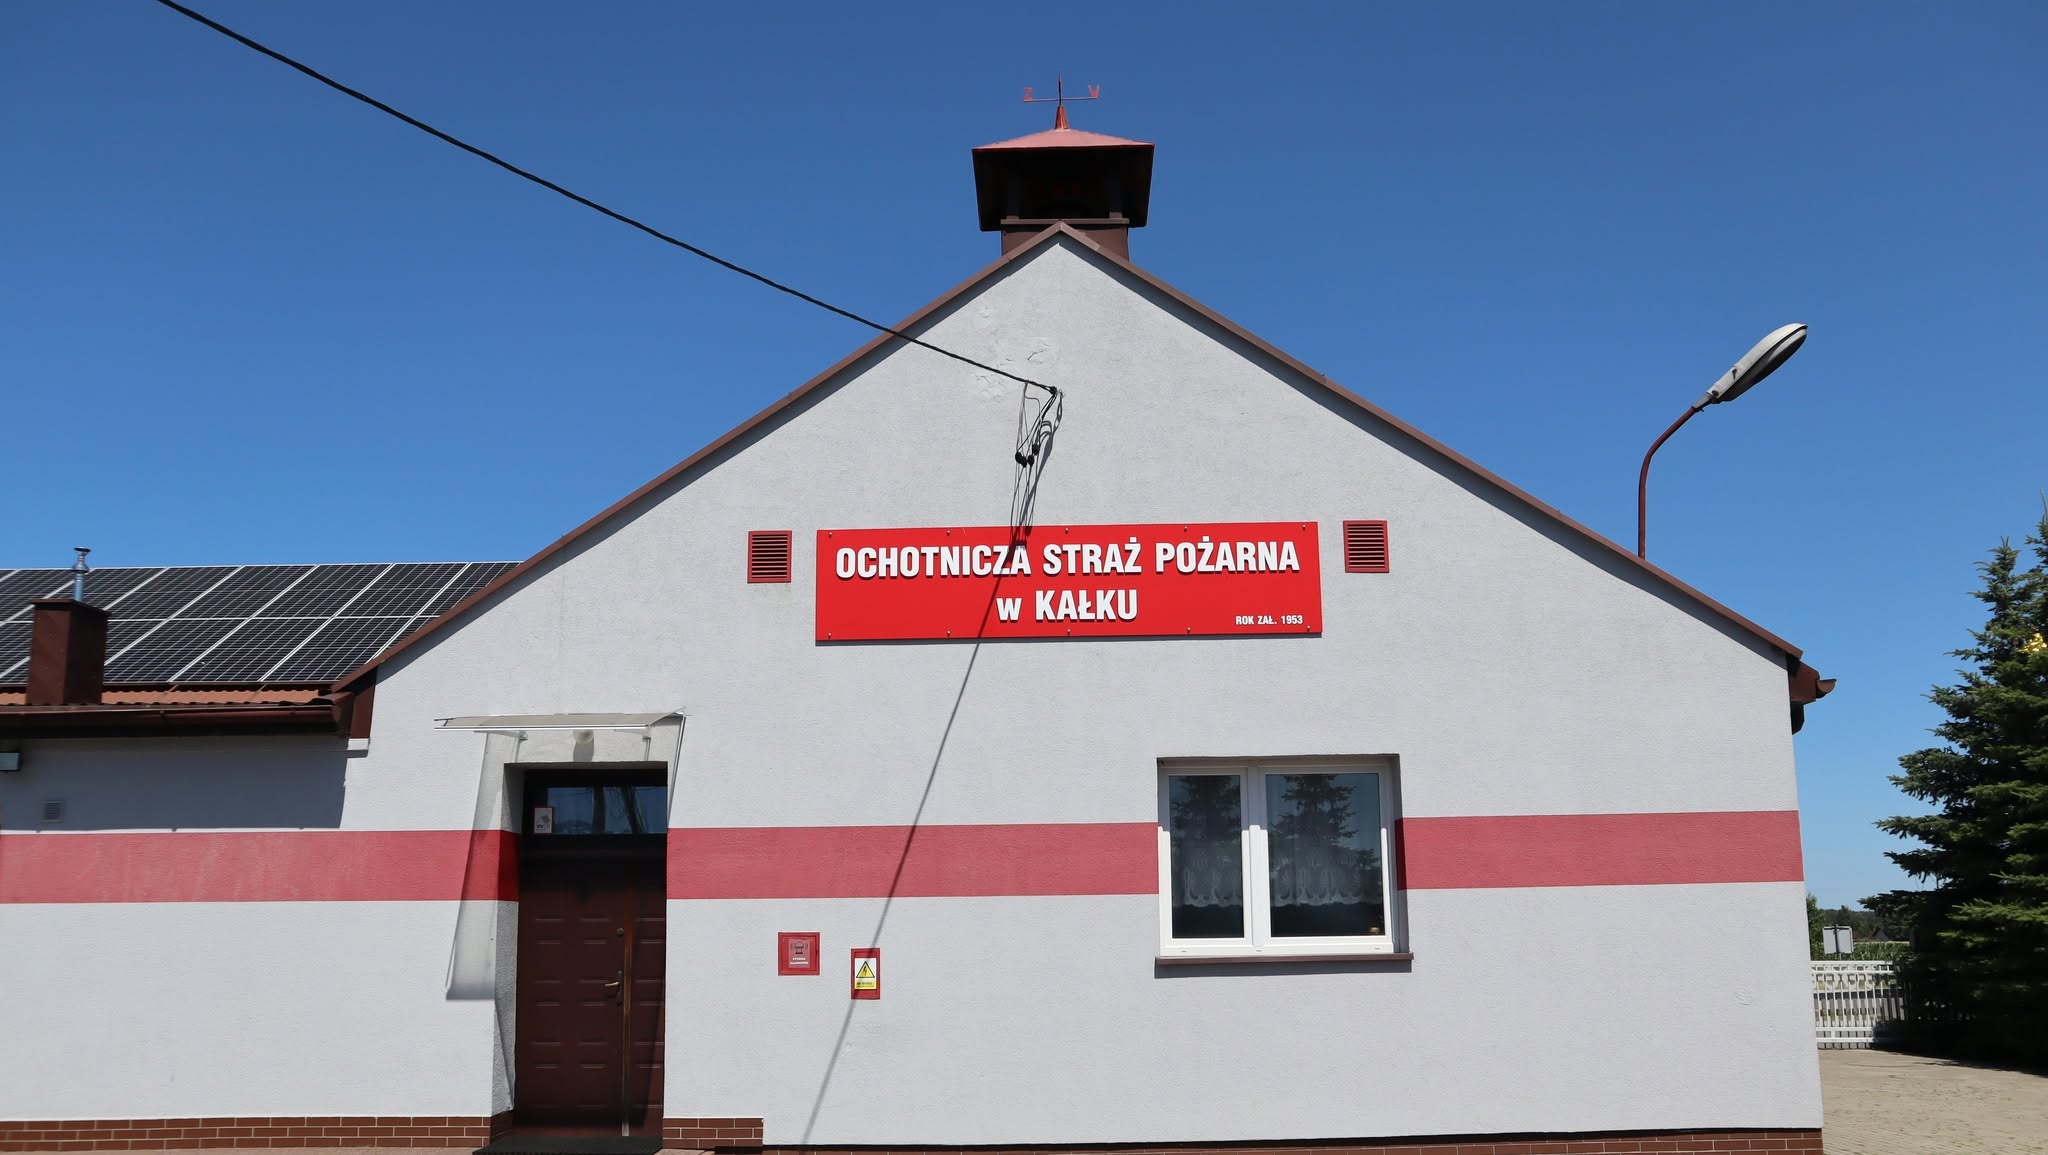 Z V
OCHOTNICZA STRAŻ POŻARNA
w KAŁKU
ROK ZAŁ. 1953